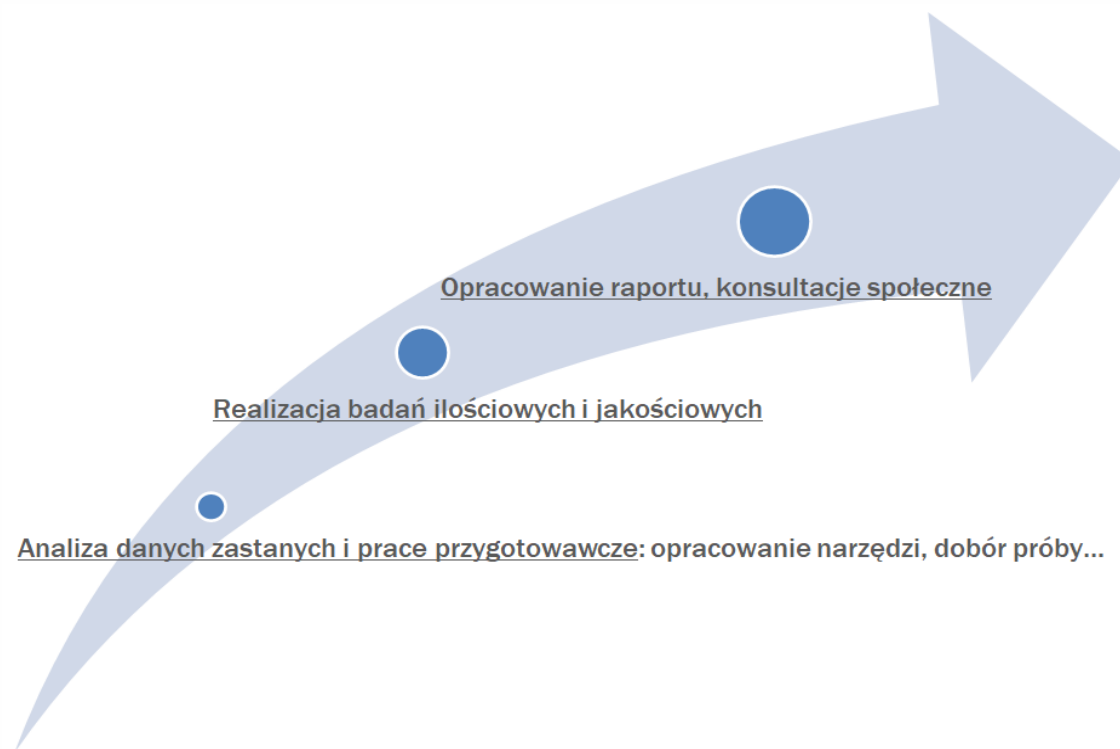 Opracowanie raportu, konsultacje społeczne
Realizacja badań ilościowych i jakościowych
Analiza danych zastanych i prace przygotowawcze: opracowanie narzędzi, dobór próby...